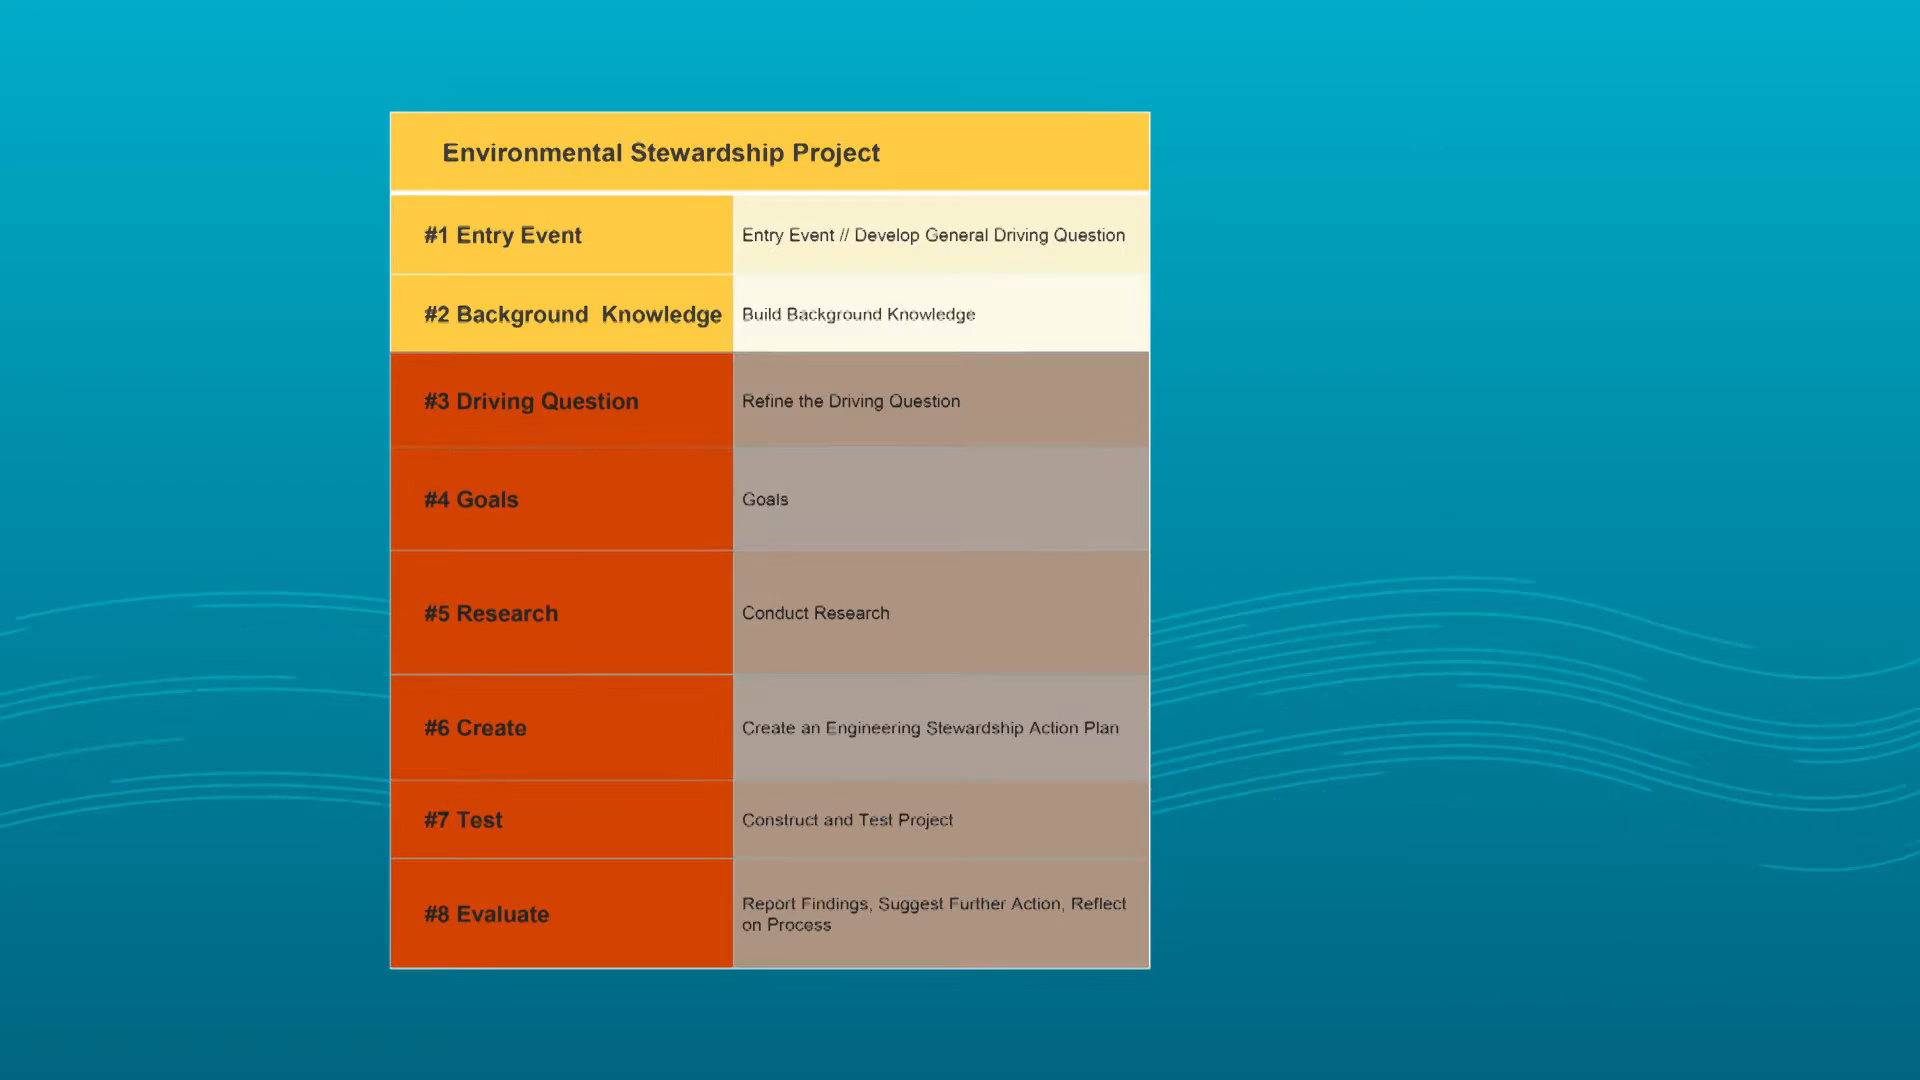 Environmental Stewardship Project
#1 Entry Event
Entry Event // Develop General Driving Question
#2 Background  Knowledge
Build Background Knowledge
#3 Driving Question
Refine the Driving Question
#4 Goals
Goals
#5 Research
Conduct Research
#6 Create
Create an Engineering Stewardship Action Plan
#7 Test
Construct and Test Project
#8 Evaluate
Report Findings, Suggest Further Action, Reflect
on Process